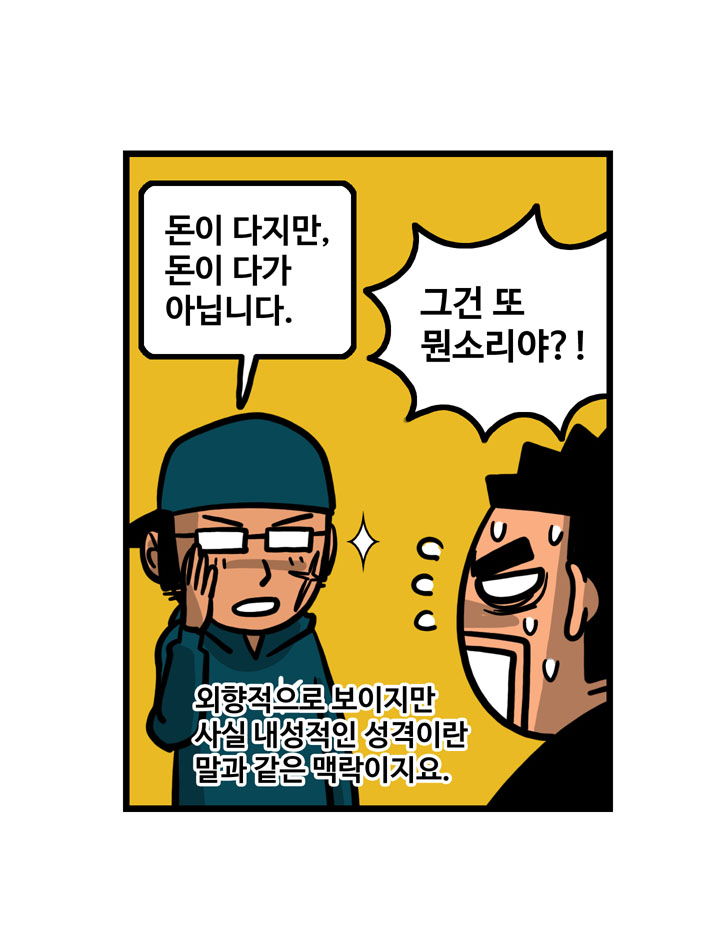 돈이 다지만,
돈이 다가
아닙니다.
그건 또
뭔소리야?!
외향적으로 보이지만
사실 내성적인 성격이란
말과 같은 맥락이지요.